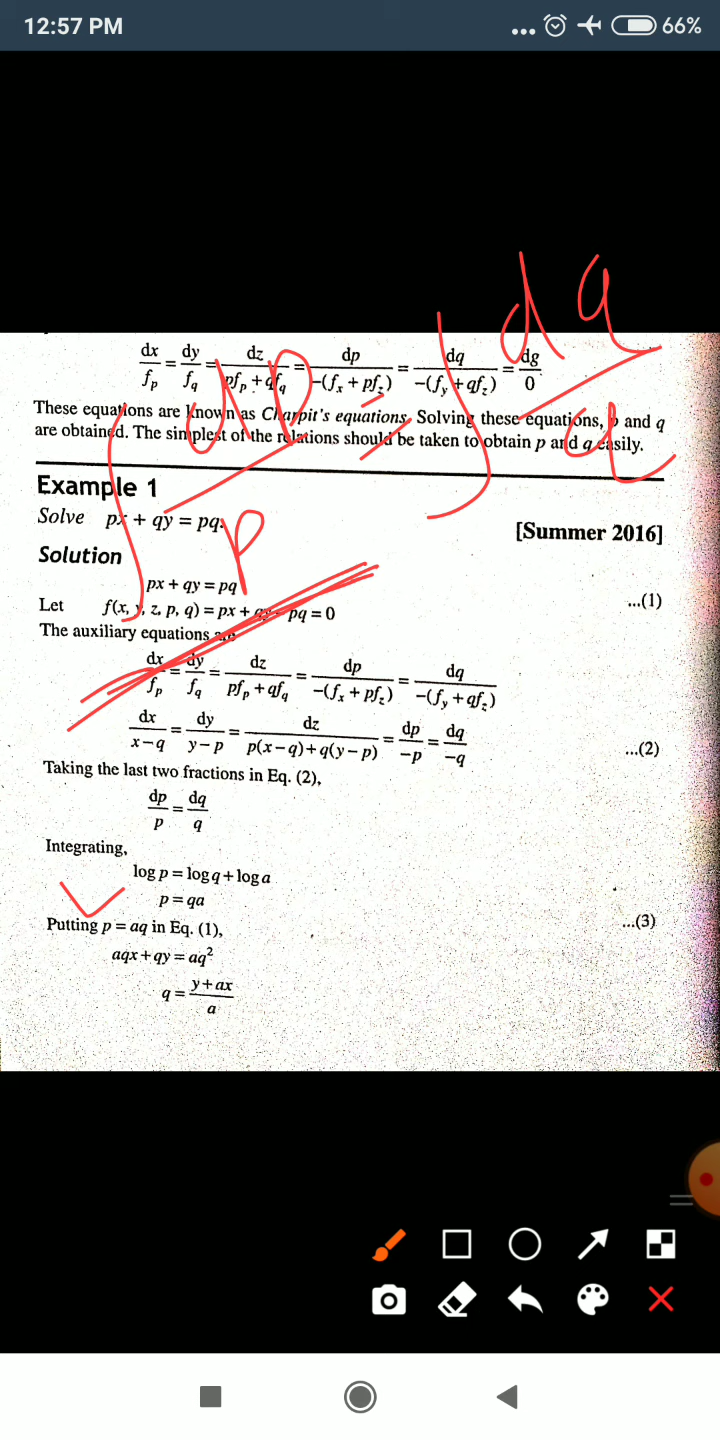 12:57 PM 66%
dx/f_p = dy/f_q = dz/(pf_p + qf_q) = dp/(-(f_x + pf_z)) = dq/(-(f_y + qf_z)) = dg/0
These equations are known as Charpit's equations. Solving these equations, p and q
are obtained. The simplest of the relations should be taken to obtain p and q easily.
∫ dp/p = ∫ dq/q
Example 1
Solve px + qy = pq.
[Summer 2016]
Solution
px + qy = pq ...(1)
Let f(x, y, z, p, q) = px + qy - pq = 0
The auxiliary equations are
dx/f_p = dy/f_q = dz/(pf_p + qf_q) = dp/(-(f_x + pf_z)) = dq/(-(f_y + qf_z))
dx/(x-q) = dy/(y-p) = dz/(p(x-q)+q(y-p)) = dp/-p = dq/-q ...(2)
Taking the last two fractions in Eq. (2),
dp/p = dq/q
Integrating,
log p = log q + log a
p = qa ...(3)
Putting p = aq in Eq. (1),
aqx + qy = aq²
q = (y + ax)/a